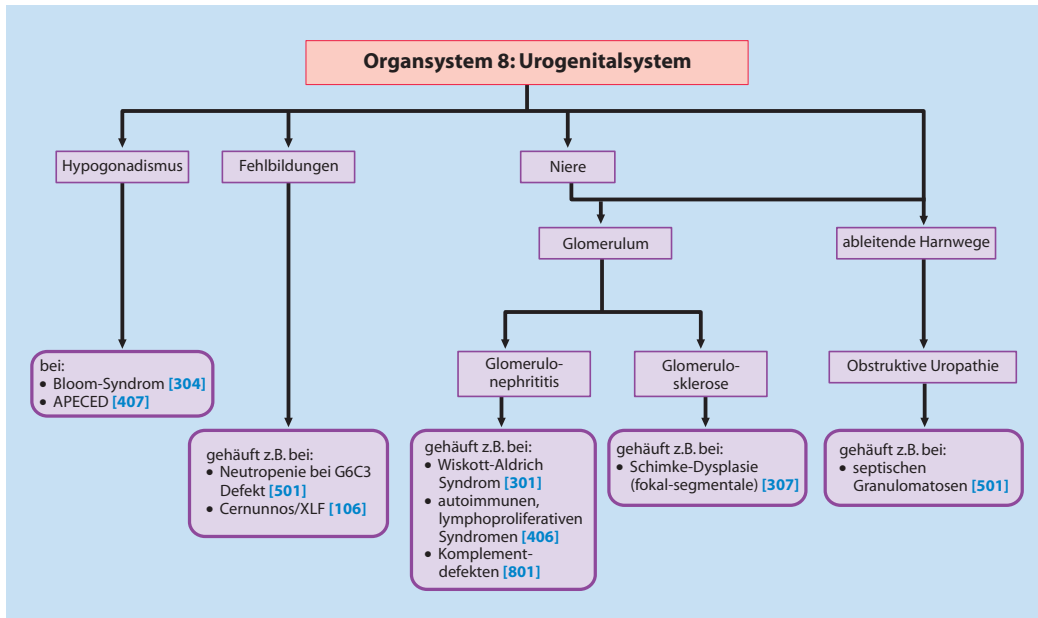 Organsystem 8: Urogenitalsystem
Hypogonadismus
Fehlbildungen
Niere
Glomerulum
ableitende Harnwege
Glomerulo-
nephrititis
Glomerulo-
sklerose
Obstruktive Uropathie
bei:
• Bloom-Syndrom [304]
• APECED [407]
gehäuft z.B. bei:
• Neutropenie bei G6C3
Defekt [501]
• Cernunnos/XLF [106]
gehäuft z.B. bei:
• Wiskott-Aldrich
Syndrom [301]
• autoimmunen,
lymphoproliferativen
Syndromen [406]
• Komplement-
defekten [801]
gehäuft z.B. bei:
• Schimke-Dysplasie
(fokal-segmentale) [307]
gehäuft z.B. bei:
• septischen
Granulomatosen [501]